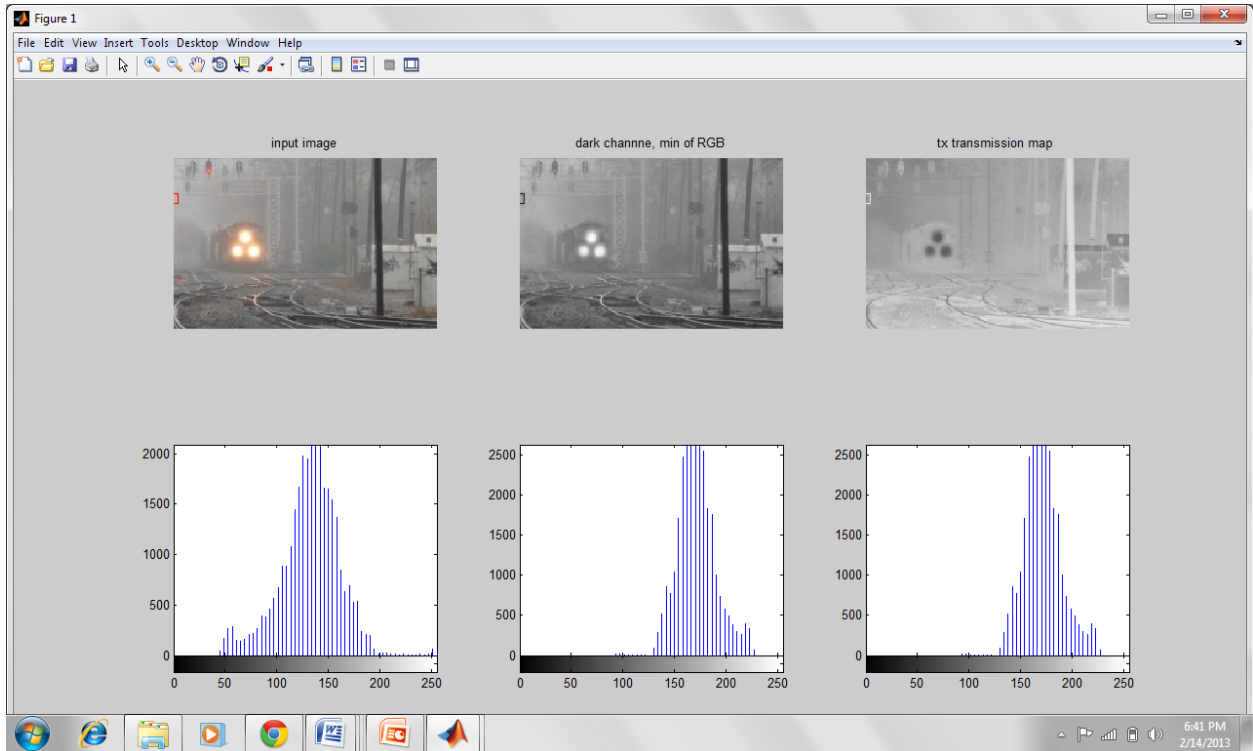 Figure 1
File Edit View Insert Tools Desktop Window Help
input image
dark channne, min of RGB
tx transmission map
2000
1500
1000
500
0
0 50 100 150 200 250
2500
2000
1500
1000
500
0
0 50 100 150 200 250
2500
2000
1500
1000
500
0
0 50 100 150 200 250
6:41 PM
2/14/2013